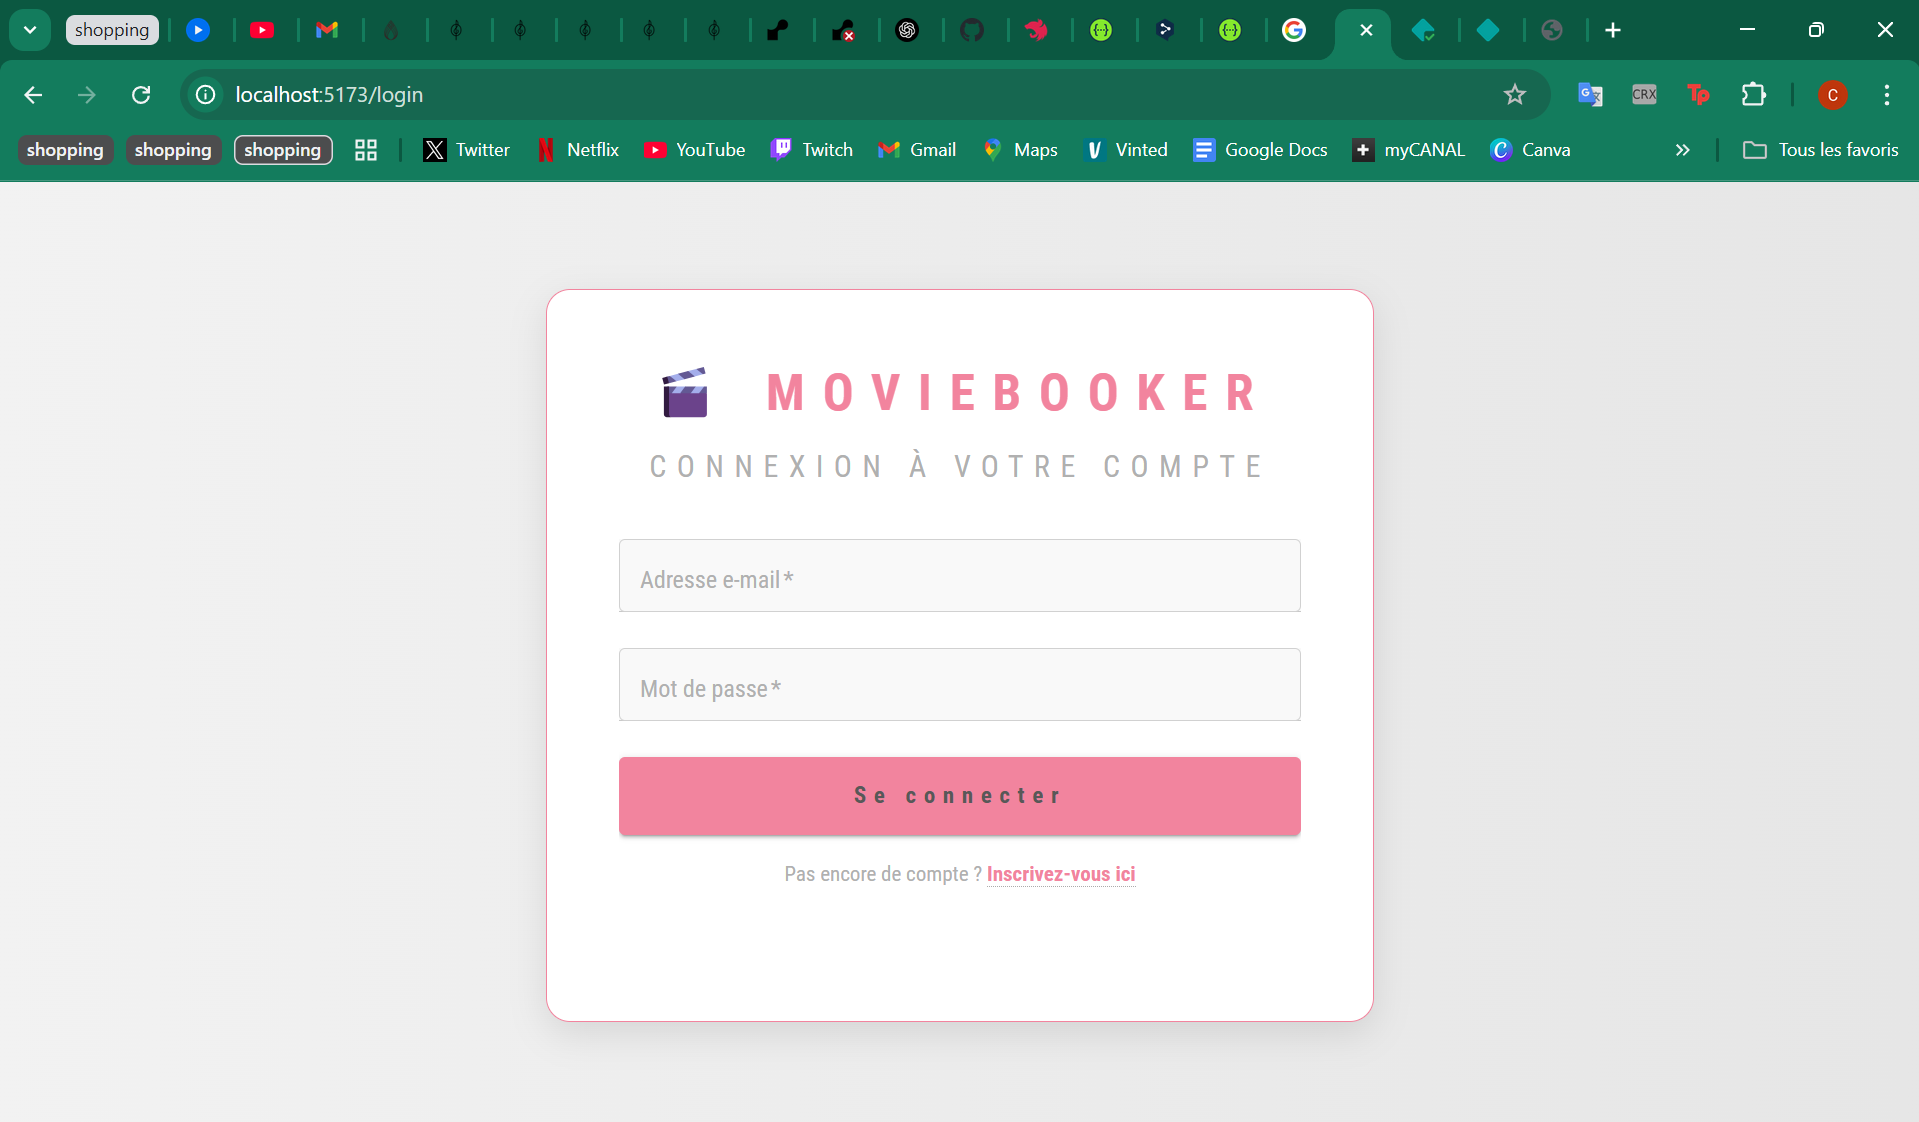 shopping
localhost:5173/login
CRX
Tp
C
shopping
shopping
shopping
Twitter
Netflix
YouTube
Twitch
Gmail
Maps
Vinted
Google Docs
myCANAL
Canva
Tous les favoris
MOVIEBOOKER
CONNEXION À VOTRE COMPTE
Adresse e-mail *
Mot de passe *
Se connecter
Pas encore de compte ? Inscrivez-vous ici